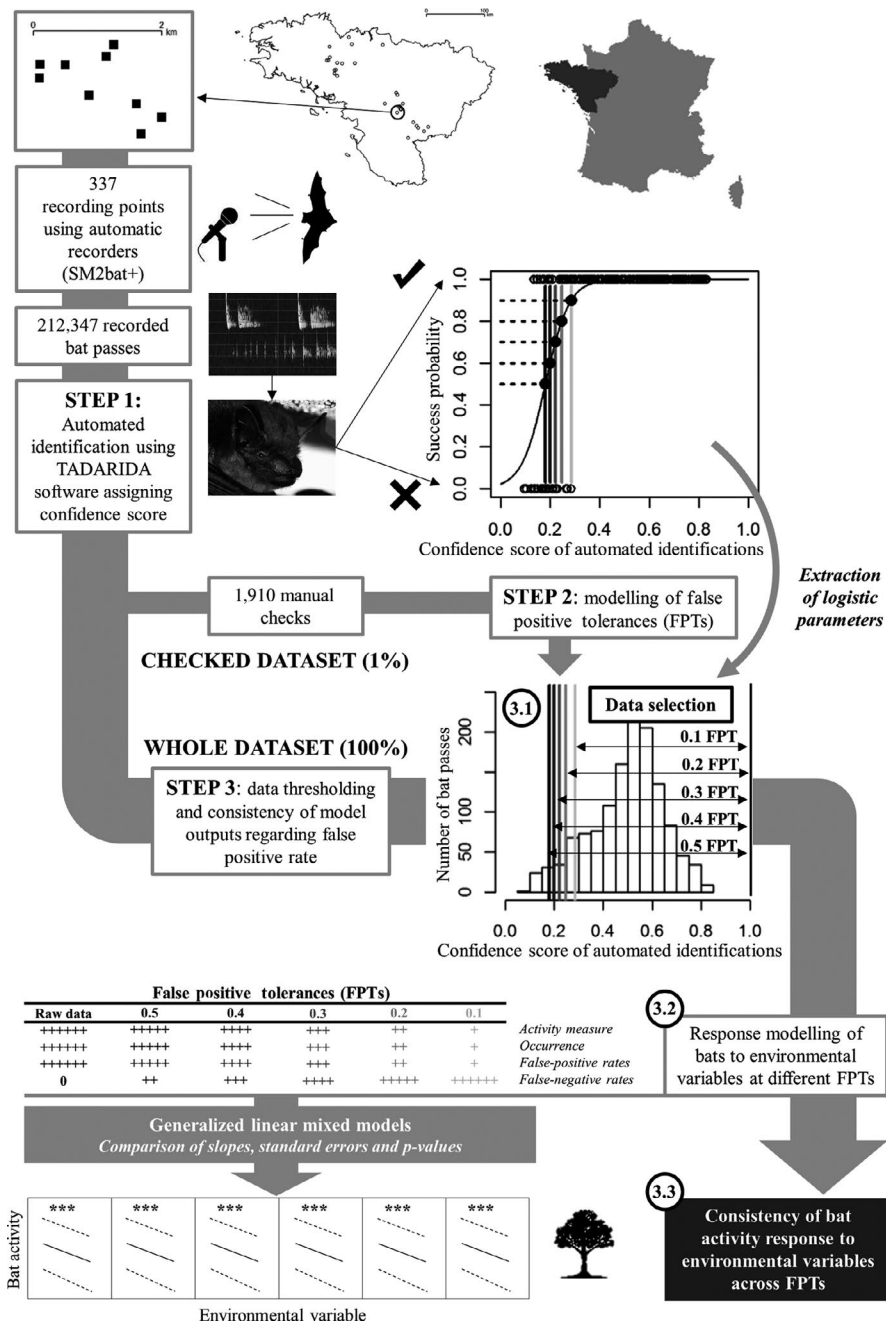 0
2
km
0
100
km
337
recording points
using automatic
recorders
(SM2bat+)
212,347 recorded
bat passes
STEP 1:
Automated
identification using
TADARIDA
software assigning
confidence score
Success probability
1.0
0.8
0.6
0.4
0.2
0.0
0.0
0.2
0.4
0.6
0.8
1.0
Confidence score of automated identifications
Extraction
of logistic
parameters
1,910 manual
checks
STEP 2: modelling of false
positive tolerances (FPTs)
CHECKED DATASET (1%)
WHOLE DATASET (100%)
STEP 3: data thresholding
and consistency of model
outputs regarding false
positive rate
3.1
Data selection
0.1 FPT
0.2 FPT
0.3 FPT
0.4 FPT
0.5 FPT
Number of bat passes
200
100
50
0
0.0
0.2
0.4
0.6
0.8
1.0
Confidence score of automated identifications
False positive tolerances (FPTs)
Raw data 0.5 0.4 0.3 0.2 0.1
++++++ +++++ ++++ +++ ++ + Activity measure
++++++ +++++ ++++ +++ ++ + Occurrence
++++++ +++++ ++++ +++ ++ + False-positive rates
0 ++ +++ ++++ +++++ ++++++ False-negative rates
3.2
Response modelling of
bats to environmental
variables at different FPTs
Generalized linear mixed models
Comparison of slopes, standard errors and p-values
Bat activity
*** *** *** *** *** ***
Environmental variable
3.3
Consistency of bat
activity response to
environmental variables
across FPTs